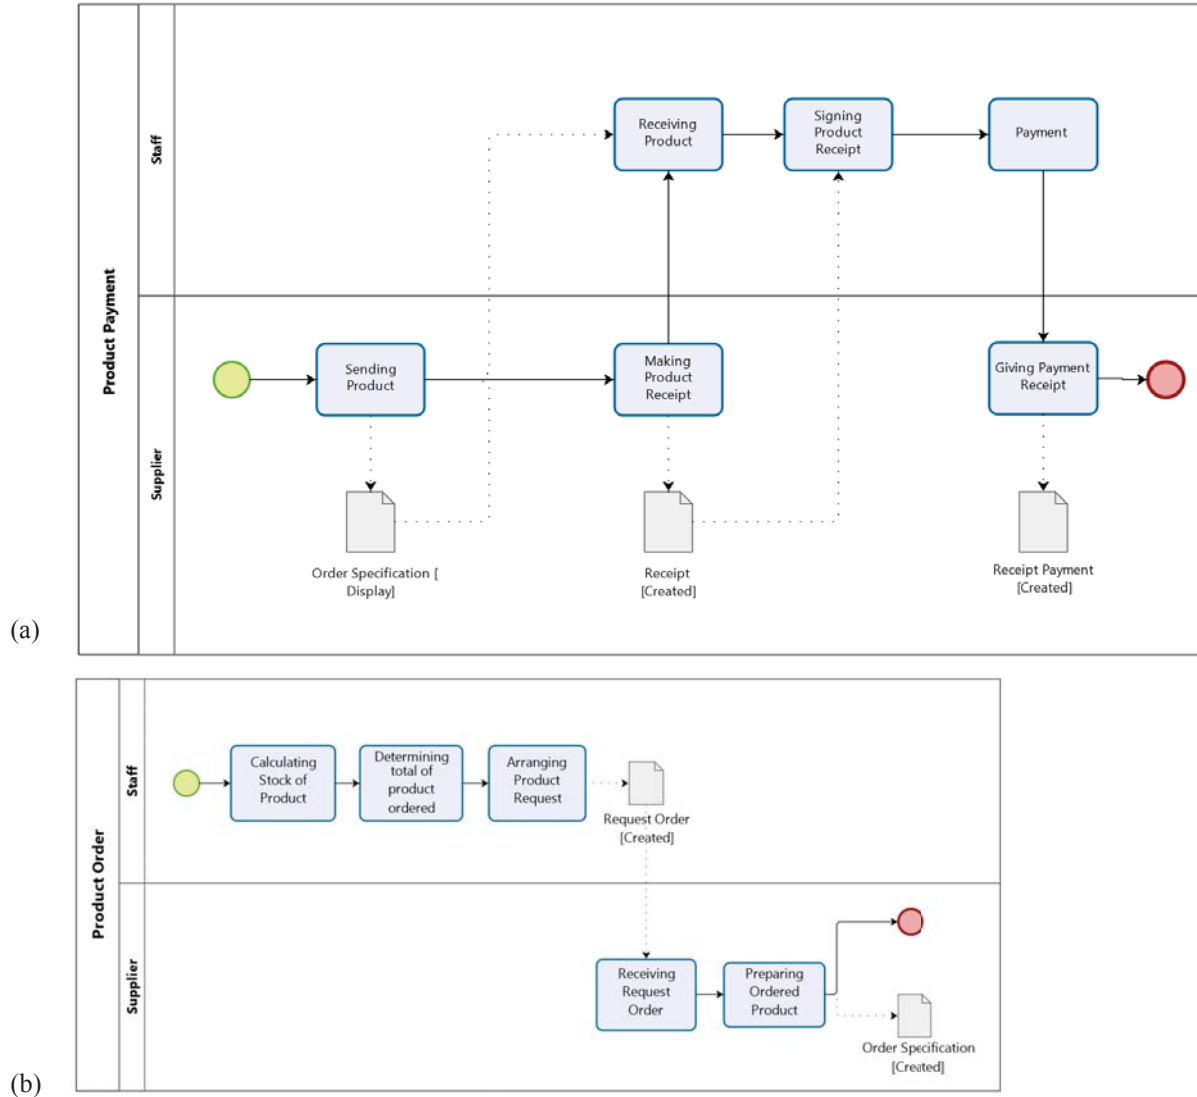 Product Payment
Staff
Receiving
Product
Signing
Product
Receipt
Payment
Supplier
Sending
Product
Making
Product
Receipt
Giving Payment
Receipt
Order Specification [
Display]
Receipt
[Created]
Receipt Payment
[Created]
(a)
Product Order
Staff
Calculating
Stock of
Product
Determining
total of
product
ordered
Arranging
Product
Request
Request Order
[Created]
Supplier
Receiving
Request
Order
Preparing
Ordered
Product
Order Specification
[Created]
(b)